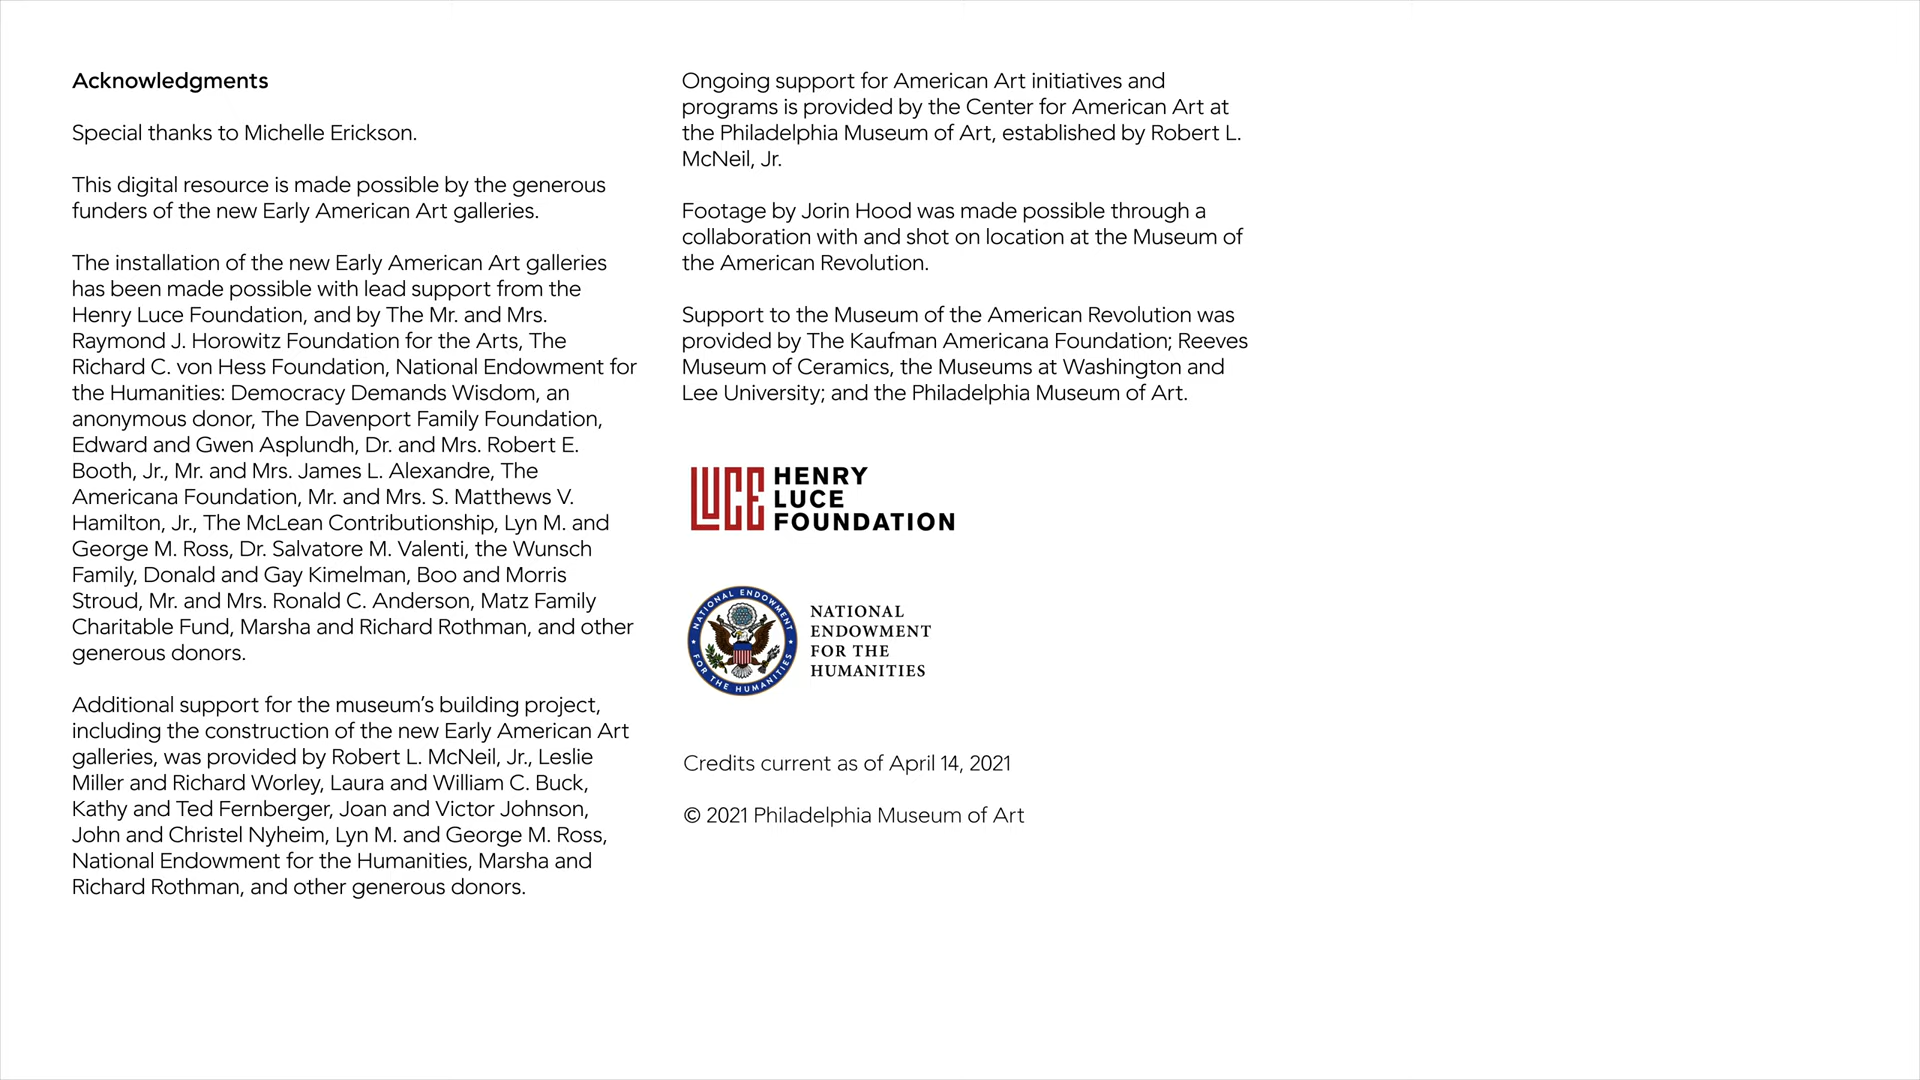 Acknowledgments
Special thanks to Michelle Erickson.
This digital resource is made possible by the generous
funders of the new Early American Art galleries.
The installation of the new Early American Art galleries
has been made possible with lead support from the
Henry Luce Foundation, and by The Mr. and Mrs.
Raymond J. Horowitz Foundation for the Arts, The
Richard C. von Hess Foundation, National Endowment for
the Humanities: Democracy Demands Wisdom, an
anonymous donor, The Davenport Family Foundation,
Edward and Gwen Asplundh, Dr. and Mrs. Robert E.
Booth, Jr., Mr. and Mrs. James L. Alexandre, The
Americana Foundation, Mr. and Mrs. S. Matthews V.
Hamilton, Jr., The McLean Contributionship, Lyn M. and
George M. Ross, Dr. Salvatore M. Valenti, the Wunsch
Family, Donald and Gay Kimelman, Boo and Morris
Stroud, Mr. and Mrs. Ronald C. Anderson, Matz Family
Charitable Fund, Marsha and Richard Rothman, and other
generous donors.
Additional support for the museum’s building project,
including the construction of the new Early American Art
galleries, was provided by Robert L. McNeil, Jr., Leslie
Miller and Richard Worley, Laura and William C. Buck,
Kathy and Ted Fernberger, Joan and Victor Johnson,
John and Christel Nyheim, Lyn M. and George M. Ross,
National Endowment for the Humanities, Marsha and
Richard Rothman, and other generous donors.
Ongoing support for American Art initiatives and
programs is provided by the Center for American Art at
the Philadelphia Museum of Art, established by Robert L.
McNeil, Jr.
Footage by Jorin Hood was made possible through a
collaboration with and shot on location at the Museum of
the American Revolution.
Support to the Museum of the American Revolution was
provided by The Kaufman Americana Foundation; Reeves
Museum of Ceramics, the Museums at Washington and
Lee University; and the Philadelphia Museum of Art.
LUCE
HENRY
LUCE
FOUNDATION
NATIONAL ENDOWMENT
FOR THE HUMANITIES
NATIONAL
ENDOWMENT
FOR THE
HUMANITIES
Credits current as of April 14, 2021
© 2021 Philadelphia Museum of Art